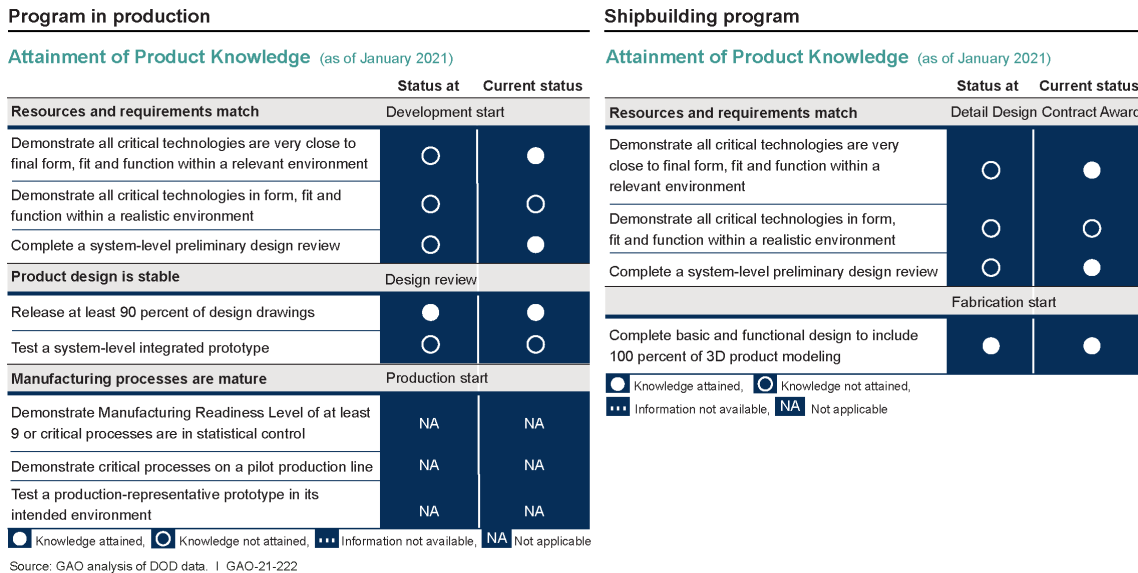 Program in production
Attainment of Product Knowledge (as of January 2021)
Status at Current status
Resources and requirements match Development start
Demonstrate all critical technologies are very close to
final form, fit and function within a relevant environment
Demonstrate all critical technologies in form, fit and
function within a realistic environment
Complete a system-level preliminary design review
Product design is stable Design review
Release at least 90 percent of design drawings
Test a system-level integrated prototype
Manufacturing processes are mature Production start
Demonstrate Manufacturing Readiness Level of at least
9 or critical processes are in statistical control
NA NA
Demonstrate critical processes on a pilot production line NA NA
Test a production-representative prototype in its
intended environment
NA NA
Knowledge attained, Knowledge not attained, Information not available, NA Not applicable
Source: GAO analysis of DOD data. I GAO-21-222
Shipbuilding program
Attainment of Product Knowledge (as of January 2021)
Status at Current status
Resources and requirements match Detail Design Contract Award
Demonstrate all critical technologies are very
close to final form, fit and function within a
relevant environment
Demonstrate all critical technologies in form,
fit and function within a realistic environment
Complete a system-level preliminary design review
Fabrication start
Complete basic and functional design to include
100 percent of 3D product modeling
Knowledge attained, Knowledge not attained,
Information not available, NA Not applicable